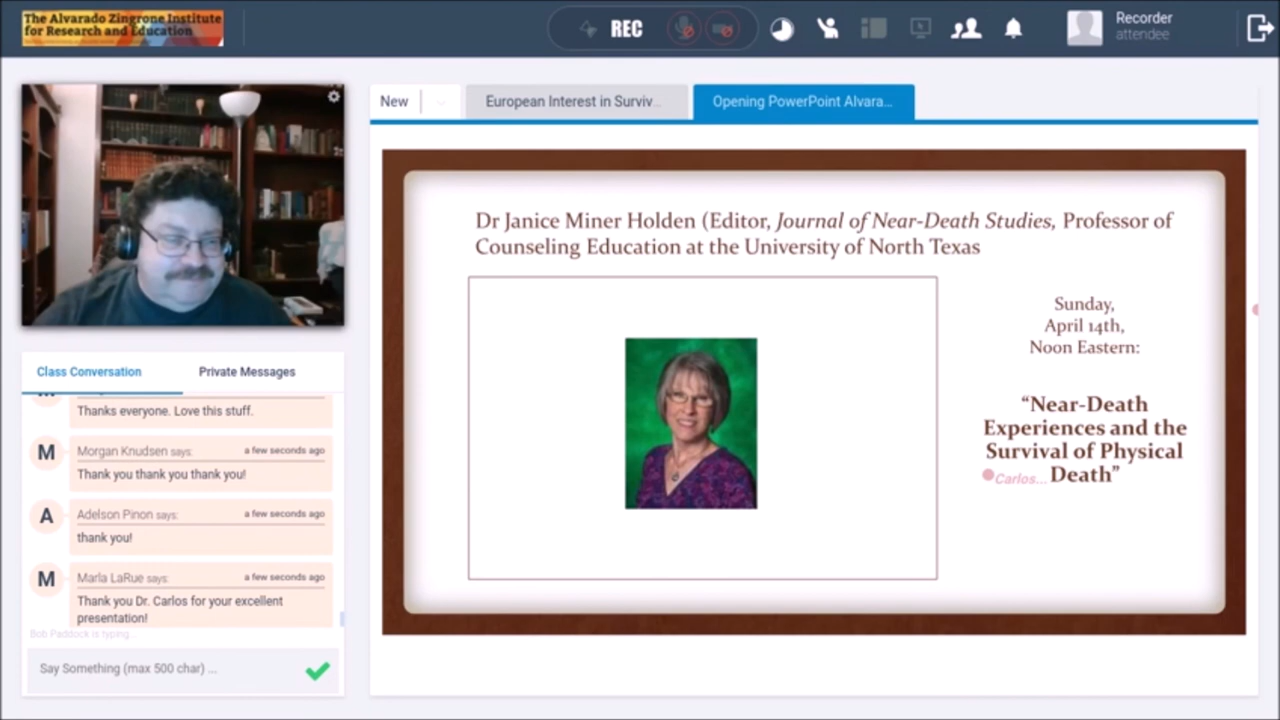 The Alvarado Zingrone Institute
for Research and Education
REC
Recorder
attendee
New
European Interest in Surviv...
Opening PowerPoint Alvara...
Dr Janice Miner Holden (Editor, Journal of Near-Death Studies, Professor of
Counseling Education at the University of North Texas
Sunday,
April 14th,
Noon Eastern:
“Near-Death
Experiences and the
Survival of Physical
Death”
Carlos...
Class Conversation
Private Messages
Thanks everyone. Love this stuff.
M
Morgan Knudsen says:
a few seconds ago
Thank you thank you thank you!
A
Adelson Pinon says:
a few seconds ago
thank you!
M
Marla LaRue says:
a few seconds ago
Thank you Dr. Carlos for your excellent
presentation!
Bob Paddock is typing...
Say Something (max 500 char) ...